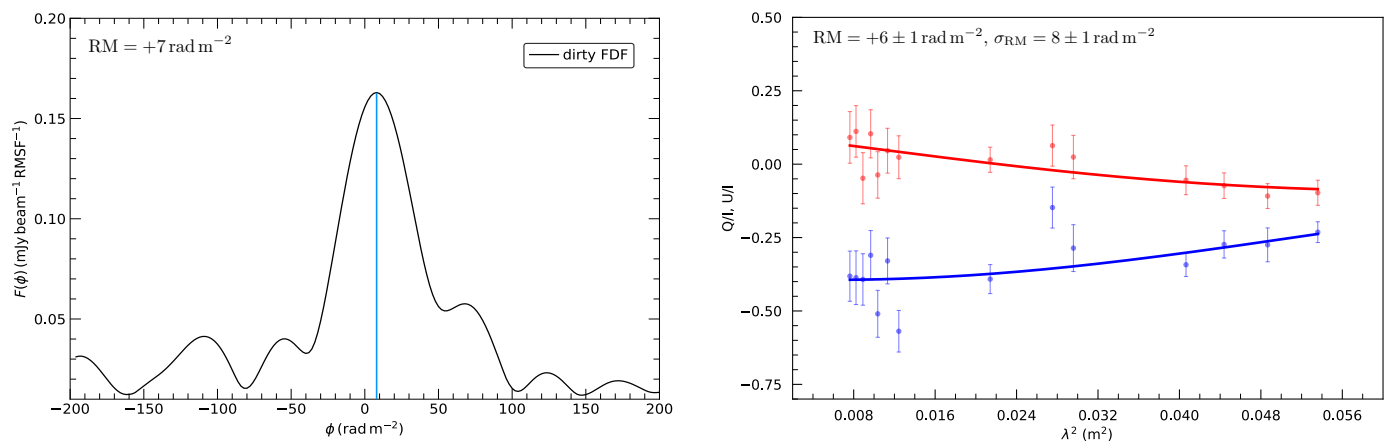 RM = +7 rad m⁻²
dirty FDF
0.20
0.15
0.10
0.05
F(ϕ) (mJy beam⁻¹ RMSF⁻¹)
−200 −150 −100 −50 0 50 100 150 200
ϕ (rad m⁻²)
RM = +6 ± 1 rad m⁻², σ_RM = 8 ± 1 rad m⁻²
0.50
0.25
0.00
−0.25
−0.50
−0.75
Q/I, U/I
0.008 0.016 0.024 0.032 0.040 0.048 0.056
λ² (m²)